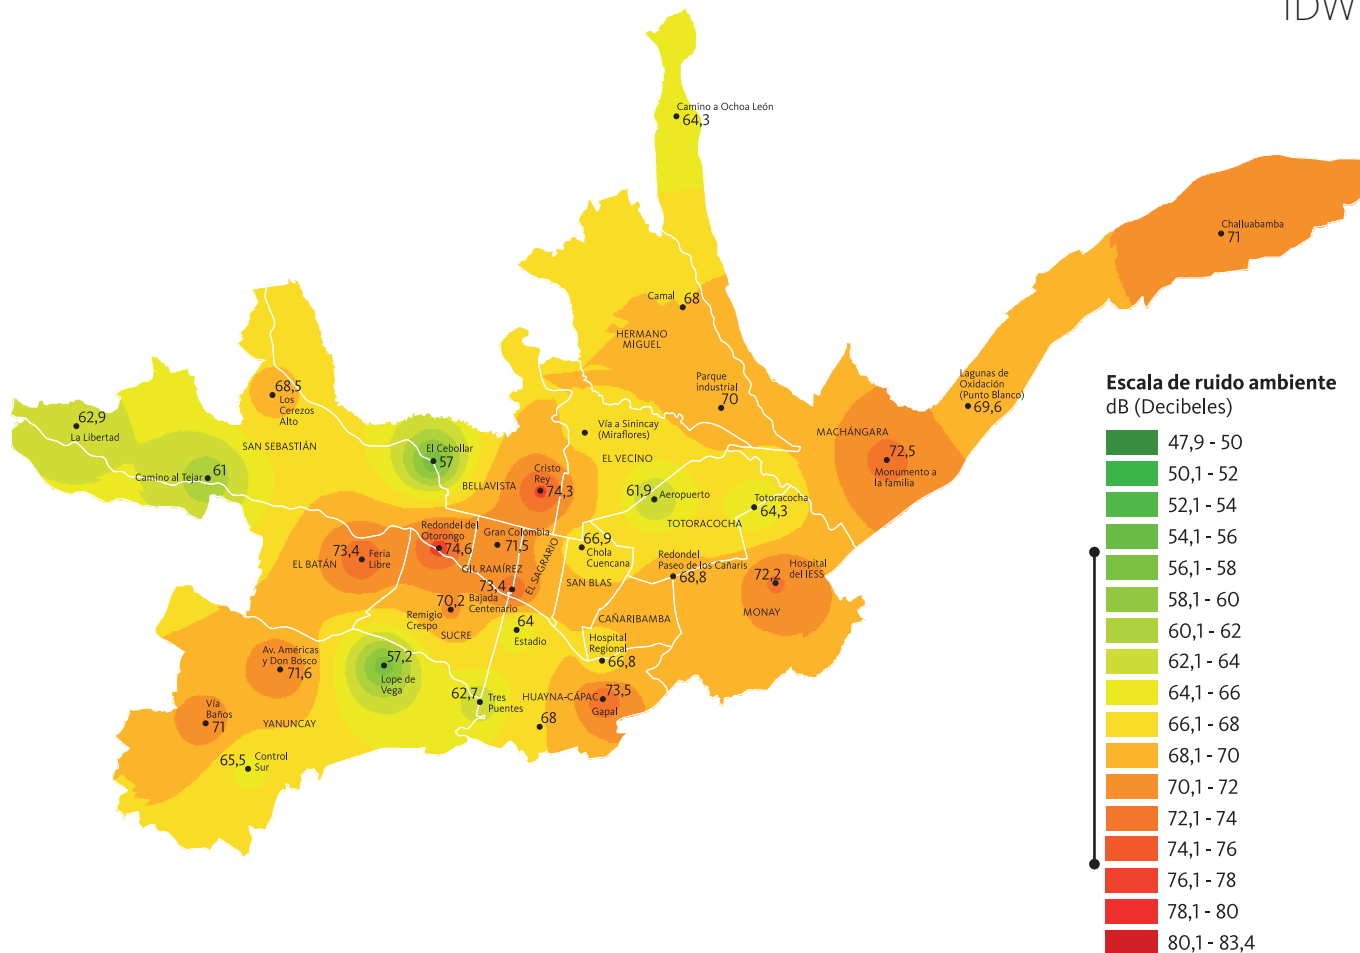 IDW
Camino a Ochoa León
64,3
Challuabamba
71
Camal
68
HERMANO
MIGUEL
Parque
industrial
70
Lagunas de
Oxidación
(Punto Blanco)
69,6
68,5
Los
Cerezos
Alto
62,9
La Libertad
SAN SEBASTIÁN
Camino al Tejar
61
El Cebollar
57
Vía a Sinincay
(Miraflores)
EL VECINO
MACHÁNGARA
72,5
Monumento a
la familia
BELLAVISTA
Cristo
Rey
74,3
61,9
Aeropuerto
Totoracocha
64,3
TOTORACOCHA
Redondel del
Otorongo
74,6
Gran Colombia
71,5
66,9
Chola
Cuencana
73,4
Feria
Libre
EL BATÁN
GIL RAMÍREZ
EL SAGRARIO
SAN BLAS
Redondel
Paseo de los Cañaris
68,8
72,2
Hospital
del IESS
MONAY
73,4
Bajada
Centenario
70,2
Remigio
Crespo
SUCRE
64
Estadio
CAÑARIBAMBA
Hospital
Regional
66,8
Av. Américas
y Don Bosco
71,6
57,2
Lope de
Vega
62,7
Tres
Puentes
HUAYNA-CÁPAC
73,5
Gapal
68
Vía
Baños
71
YANUNCAY
65,5
Control
Sur
Escala de ruido ambiente
dB (Decibeles)
47,9 - 50
50,1 - 52
52,1 - 54
54,1 - 56
56,1 - 58
58,1 - 60
60,1 - 62
62,1 - 64
64,1 - 66
66,1 - 68
68,1 - 70
70,1 - 72
72,1 - 74
74,1 - 76
76,1 - 78
78,1 - 80
80,1 - 83,4